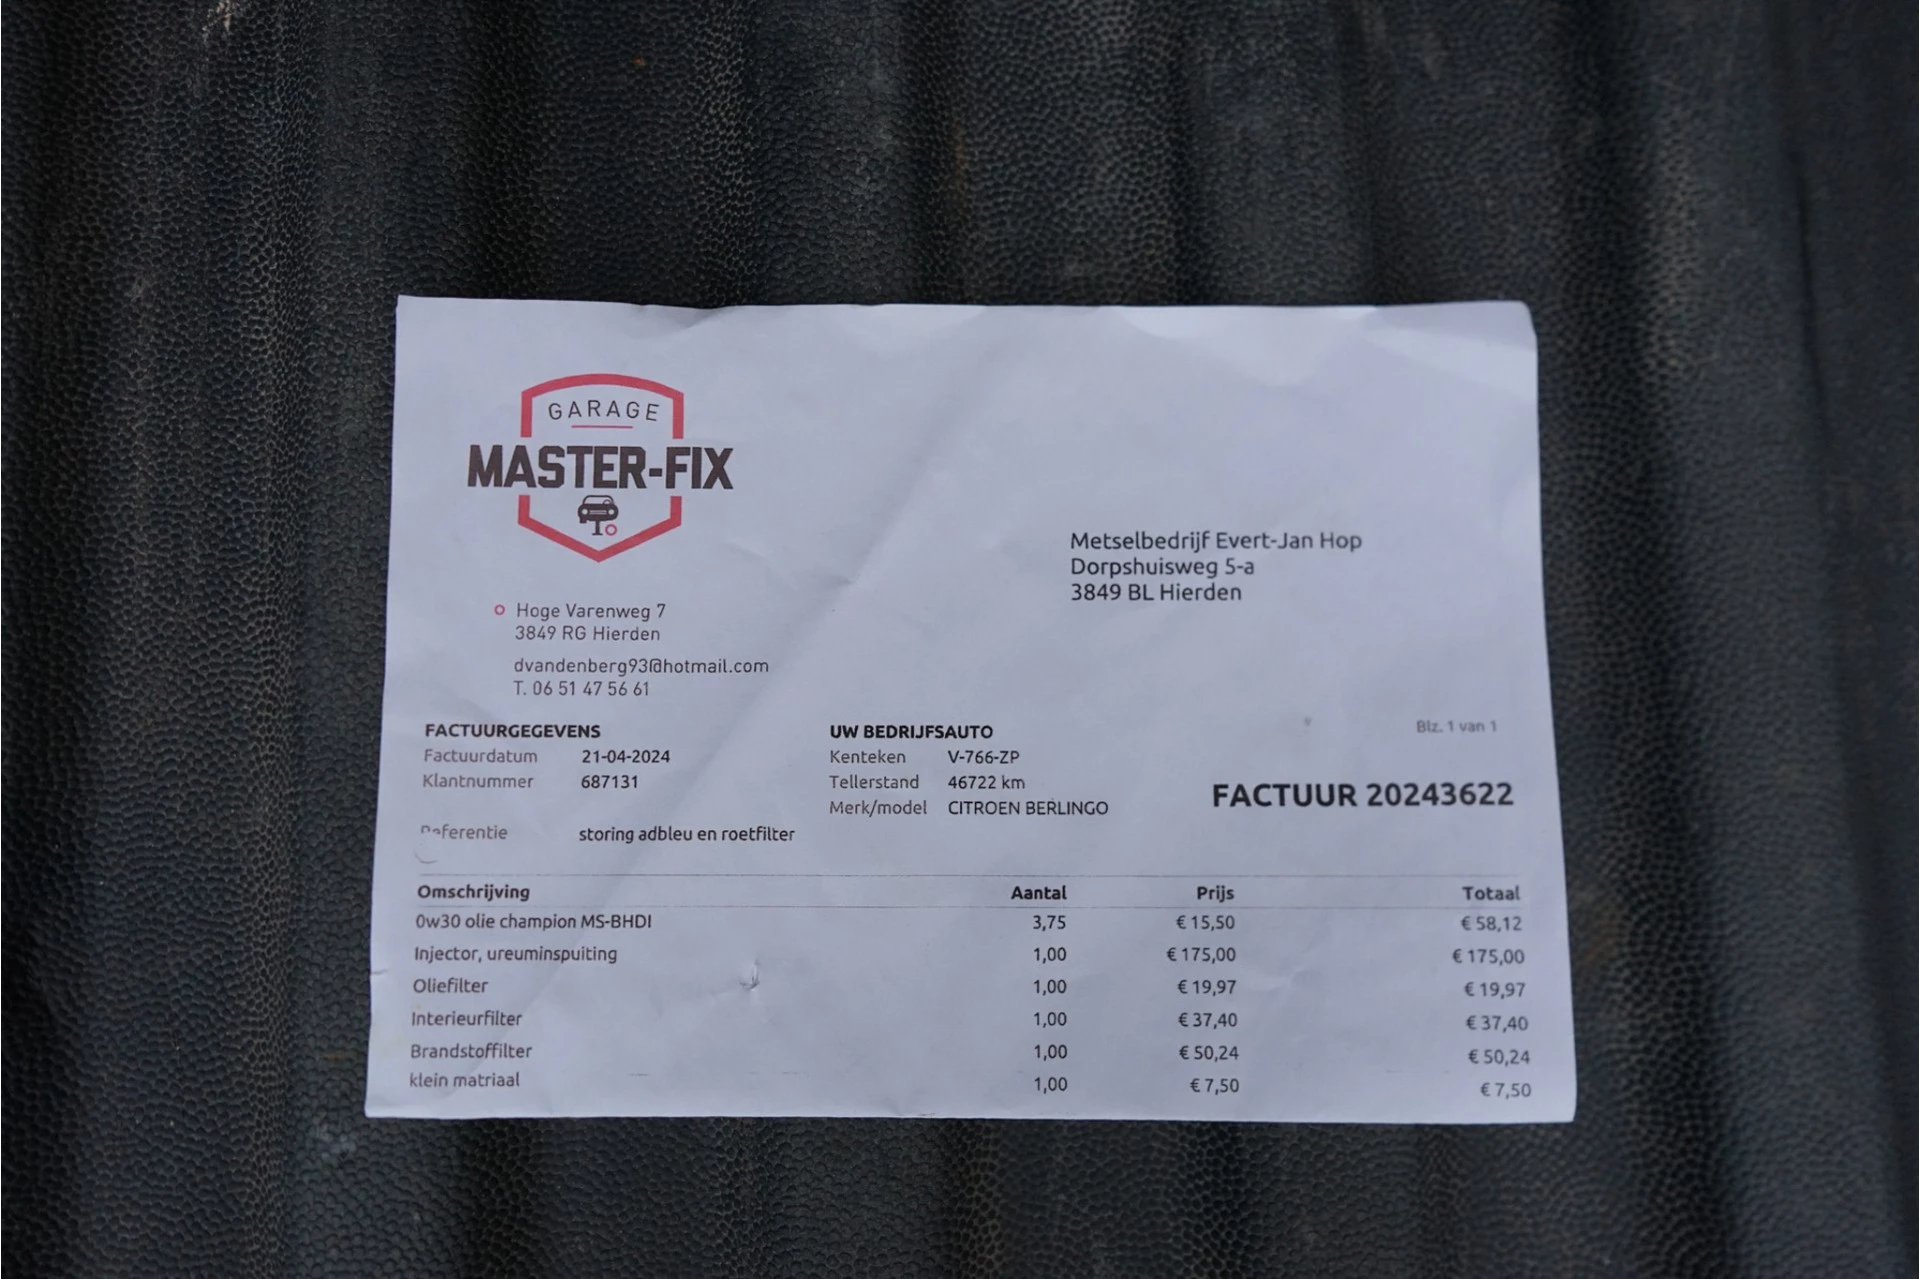 GARAGE
MASTER-FIX
Metselbedrijf Evert-Jan Hop
Dorpshuisweg 5-a
3849 BL Hierden
Hoge Varenweg 7
3849 RG Hierden
dvandenberg93@hotmail.com
T. 06 51 47 56 61
FACTUURGEGEVENS
Factuurdatum 21-04-2024
Klantnummer 687131
Referentie storing adbleu en roetfilter
UW BEDRIJFSAUTO
Kenteken V-766-ZP
Tellerstand 46722 km
Merk/model CITROEN BERLINGO
Blz. 1 van 1
FACTUUR 20243622
Omschrijving Aantal Prijs Totaal
0w30 olie champion MS-BHDI 3,75 € 15,50 € 58,12
Injector, ureuminspuiting 1,00 € 175,00 € 175,00
Oliefilter 1,00 € 19,97 € 19,97
Interieurfilter 1,00 € 37,40 € 37,40
Brandstoffilter 1,00 € 50,24 € 50,24
klein matriaal 1,00 € 7,50 € 7,50